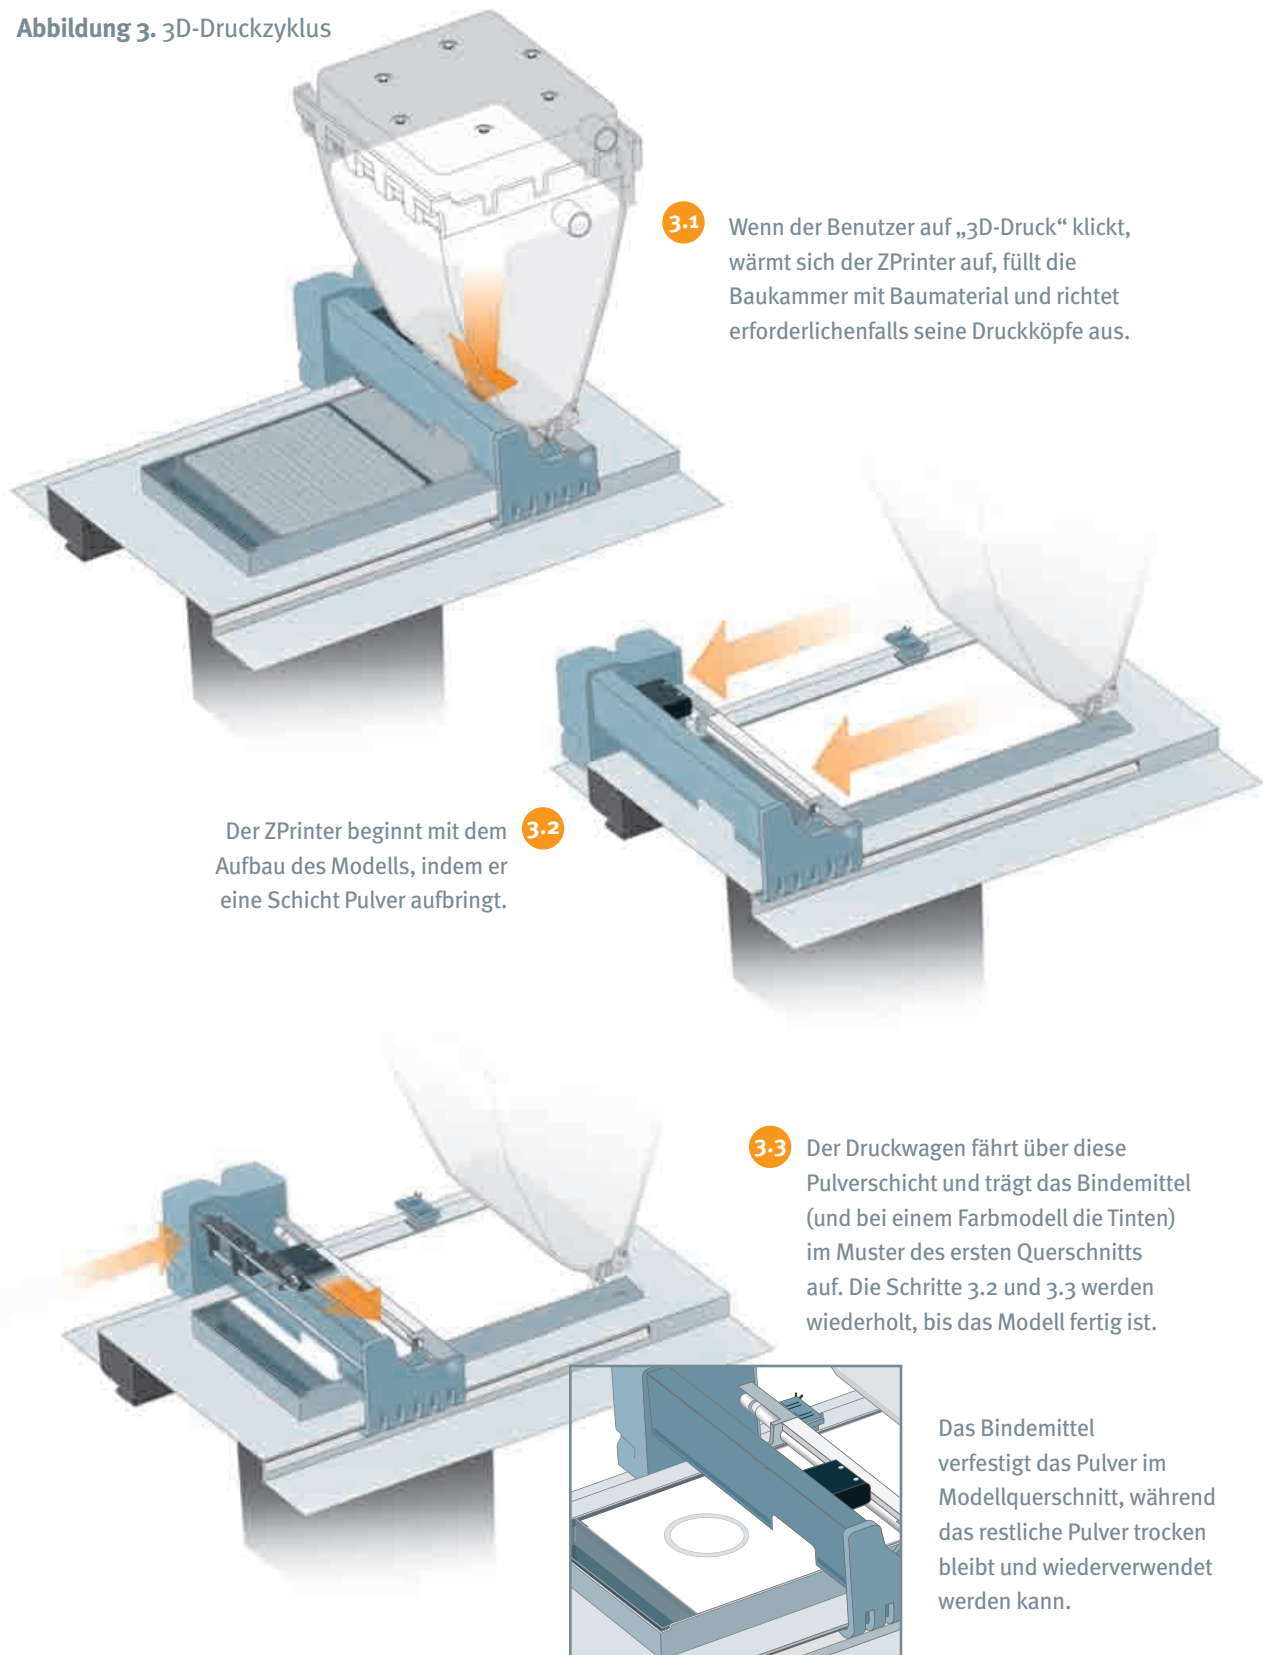 Abbildung 3. 3D-Druckzyklus
3.1
Wenn der Benutzer auf „3D-Druck“ klickt,
wärmt sich der ZPrinter auf, füllt die
Baukammer mit Baumaterial und richtet
erforderlichenfalls seine Druckköpfe aus.
3.2
Der ZPrinter beginnt mit dem
Aufbau des Modells, indem er
eine Schicht Pulver aufbringt.
3.3
Der Druckwagen fährt über diese
Pulverschicht und trägt das Bindemittel
(und bei einem Farbmodell die Tinten)
im Muster des ersten Querschnitts
auf. Die Schritte 3.2 und 3.3 werden
wiederholt, bis das Modell fertig ist.
Das Bindemittel
verfestigt das Pulver im
Modellquerschnitt, während
das restliche Pulver trocken
bleibt und wiederverwendet
werden kann.